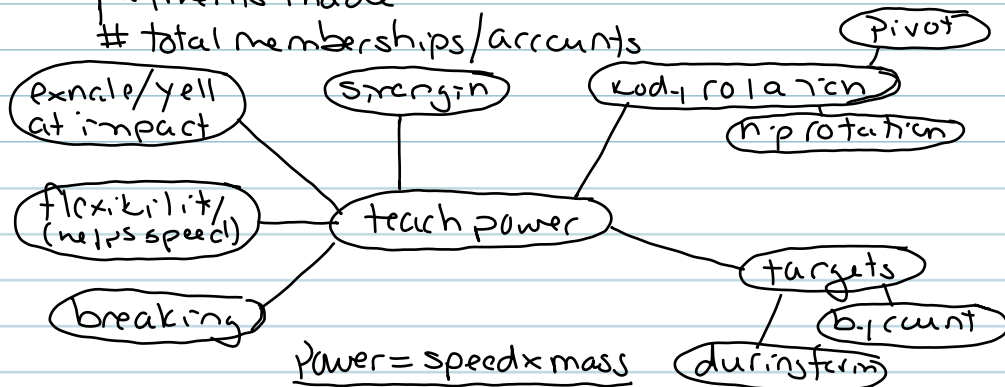 # total memberships/accounts
pivot
exhale/yell
at impact
strength
body rotation
hip rotation
flexibility
(helps speed)
teach power
targets
breaking
by count
during form
Power = speed x mass